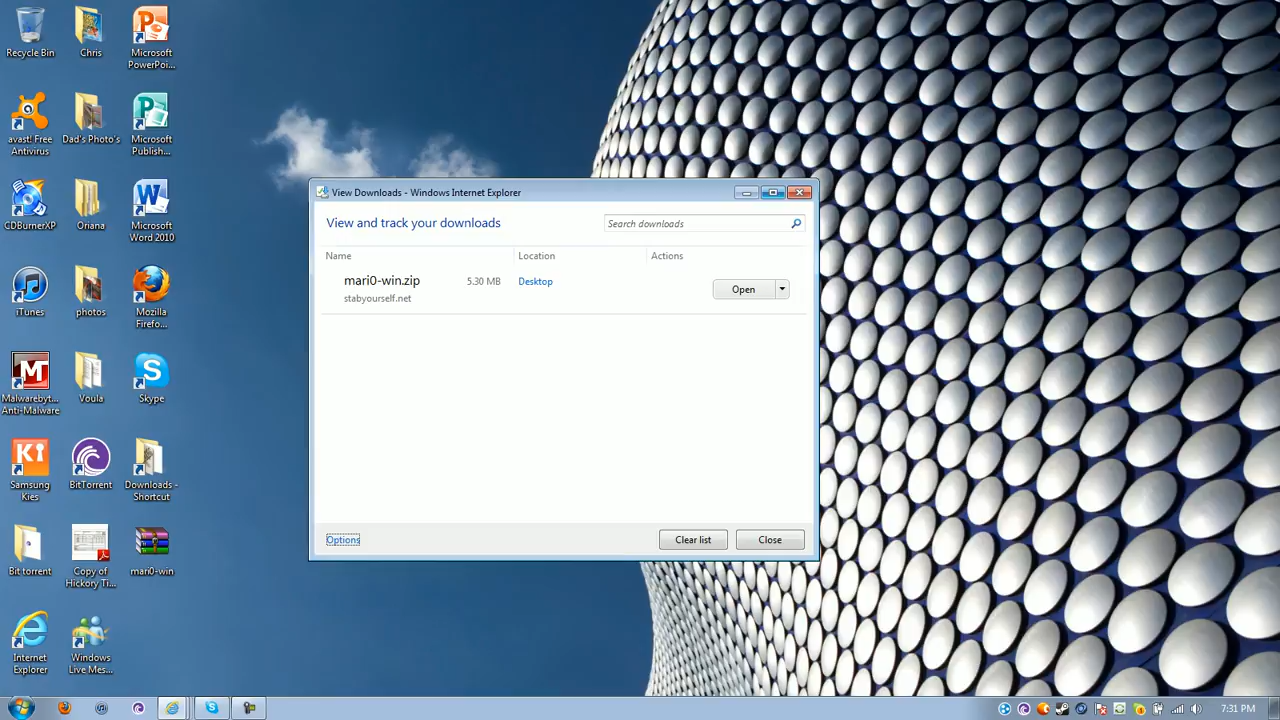 Recycle Bin
Chris
Microsoft
PowerPoi...
avast! Free
Antivirus
Dad's Photo's
Microsoft
Publish...
CDBurnerXP
Oriana
Microsoft
Word 2010
iTunes
photos
Mozilla
Firefo...
Malwarebyt...
Anti-Malware
Voula
Skype
Samsung
Kies
BitTorrent
Downloads -
Shortcut
Bit torrent
Copy of
Hickory Ti...
mari0-win
Internet
Explorer
Windows
Live Mes...
View Downloads - Windows Internet Explorer
View and track your downloads
Search downloads
Name Location Actions
mari0-win.zip 5.30 MB Desktop Open
stabyourself.net
Options Clear list Close
7:31 PM